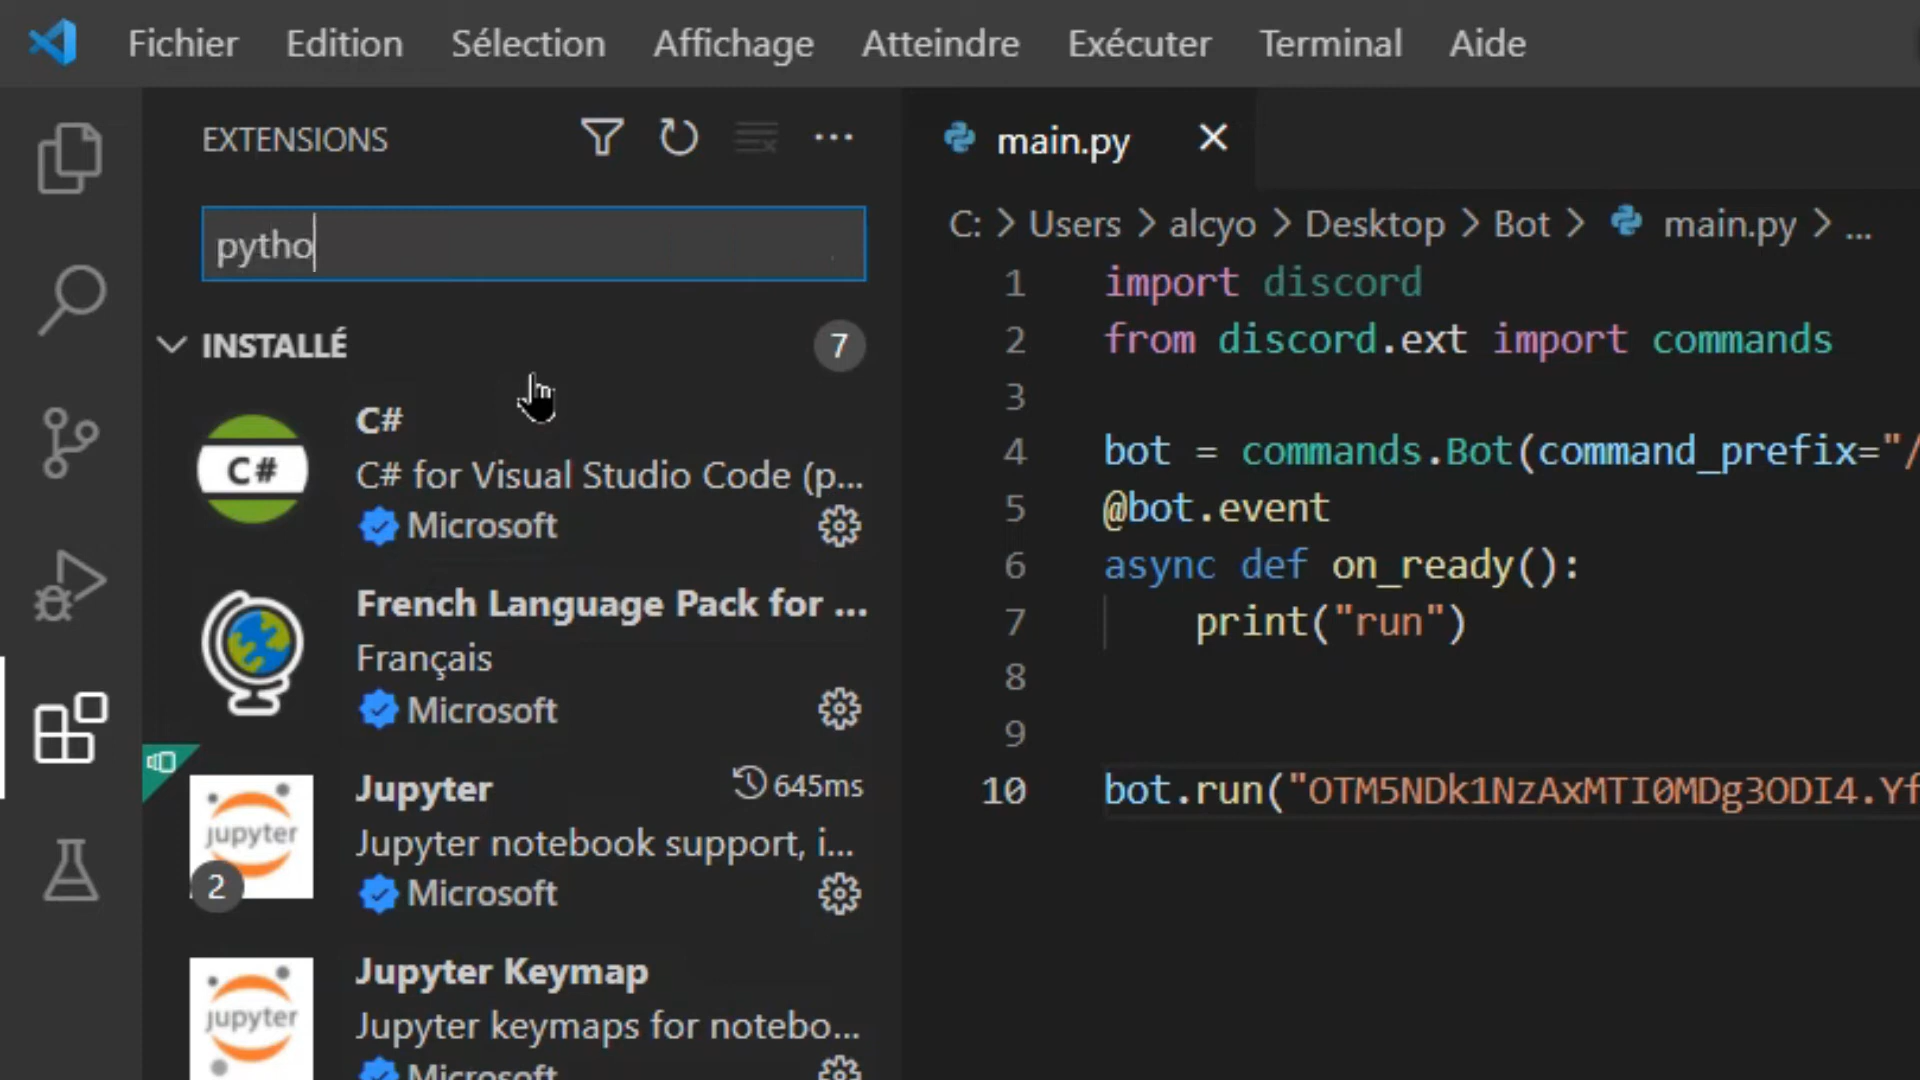 Fichier Edition Sélection Affichage Atteindre Exécuter Terminal Aide
EXTENSIONS
pytho
INSTALLÉ 7
C#
C#
C# for Visual Studio Code (p...
Microsoft
French Language Pack for ...
Français
Microsoft
Jupyter 645ms
jupyter
Jupyter notebook support, i...
2
Microsoft
Jupyter Keymap
jupyter
Jupyter keymaps for notebo...
Microsoft
main.py
C: > Users > alcyo > Desktop > Bot > main.py > ...
1 import discord
2 from discord.ext import commands
3
4 bot = commands.Bot(command_prefix="/
5 @bot.event
6 async def on_ready():
7 print("run")
8
9
10 bot.run("OTM5NDk1NzAxMTI0MDg3ODI4.Yf